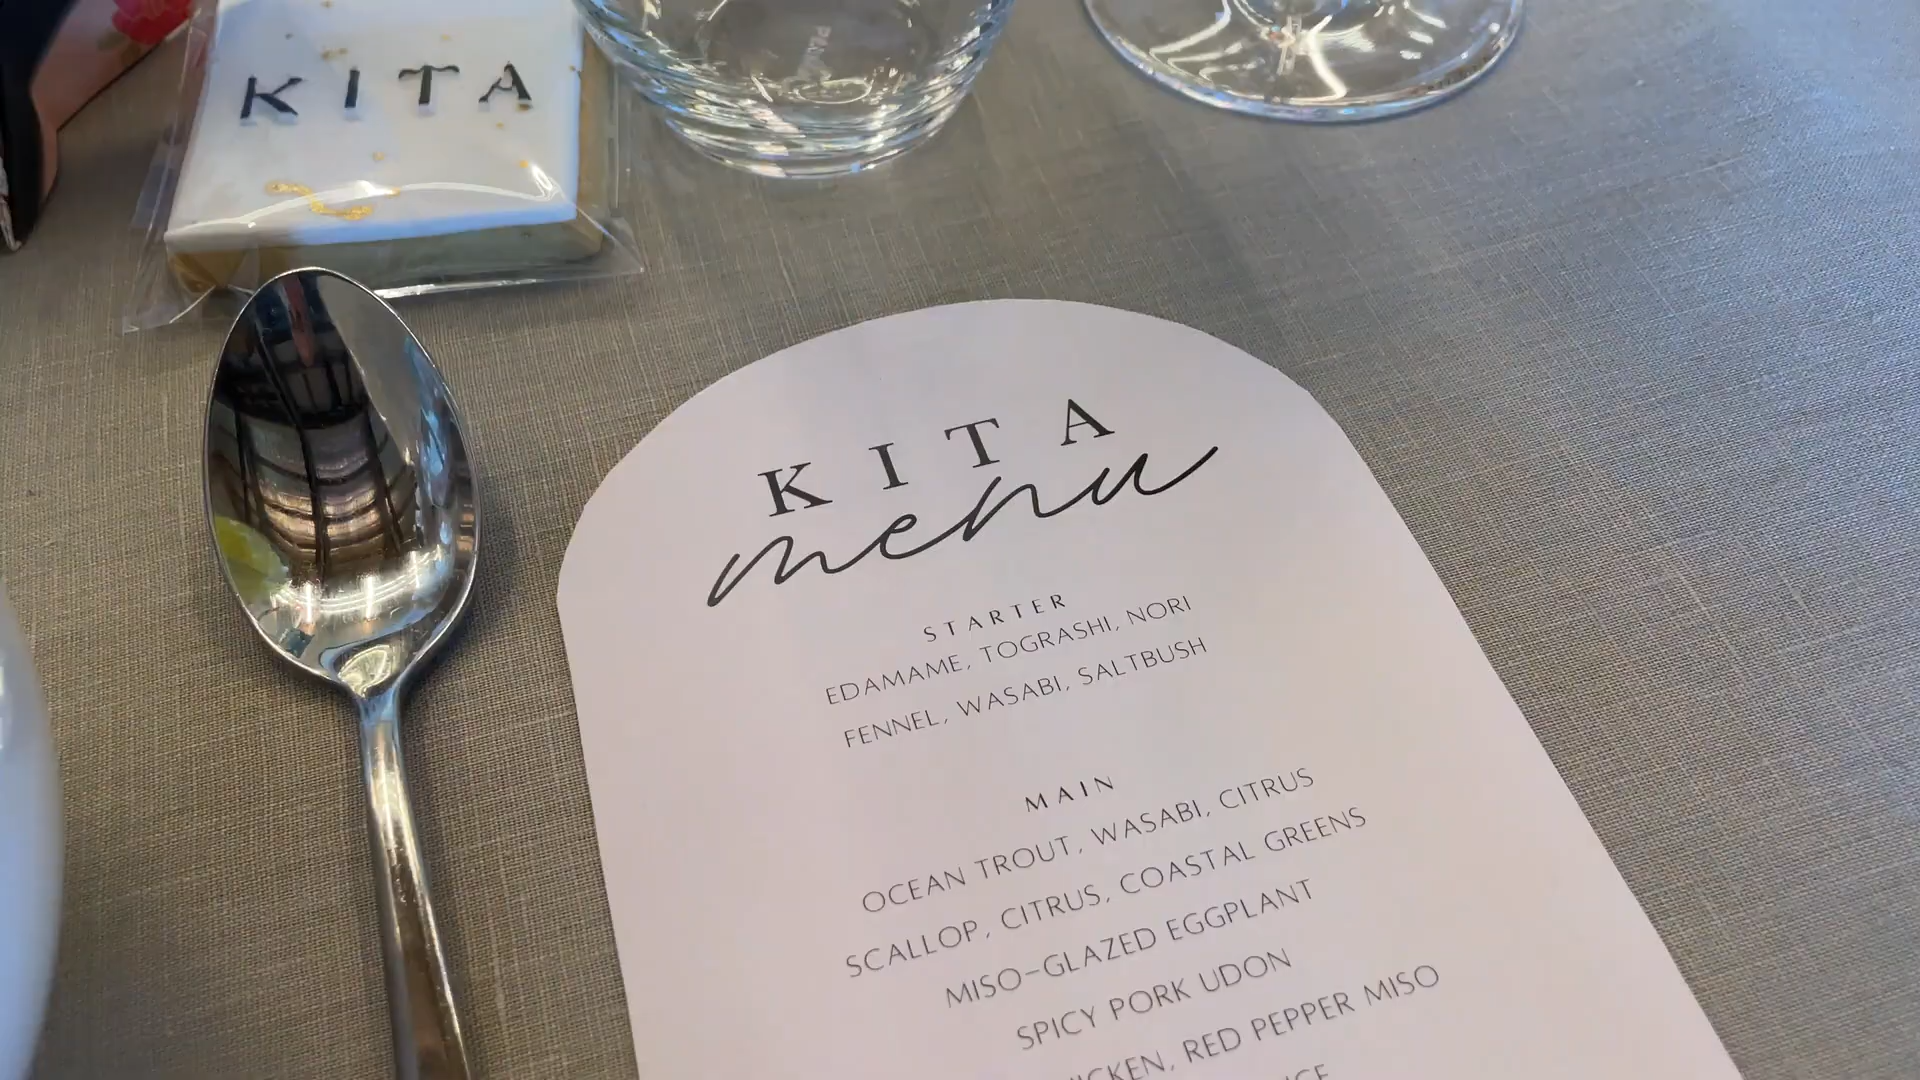 KITA
KITA
menu
STARTER
EDAMAME, TOGRASHI, NORI
FENNEL, WASABI, SALTBUSH
MAIN
OCEAN TROUT, WASABI, CITRUS
SCALLOP, CITRUS, COASTAL GREENS
MISO-GLAZED EGGPLANT
SPICY PORK UDON
RED PEPPER MISO